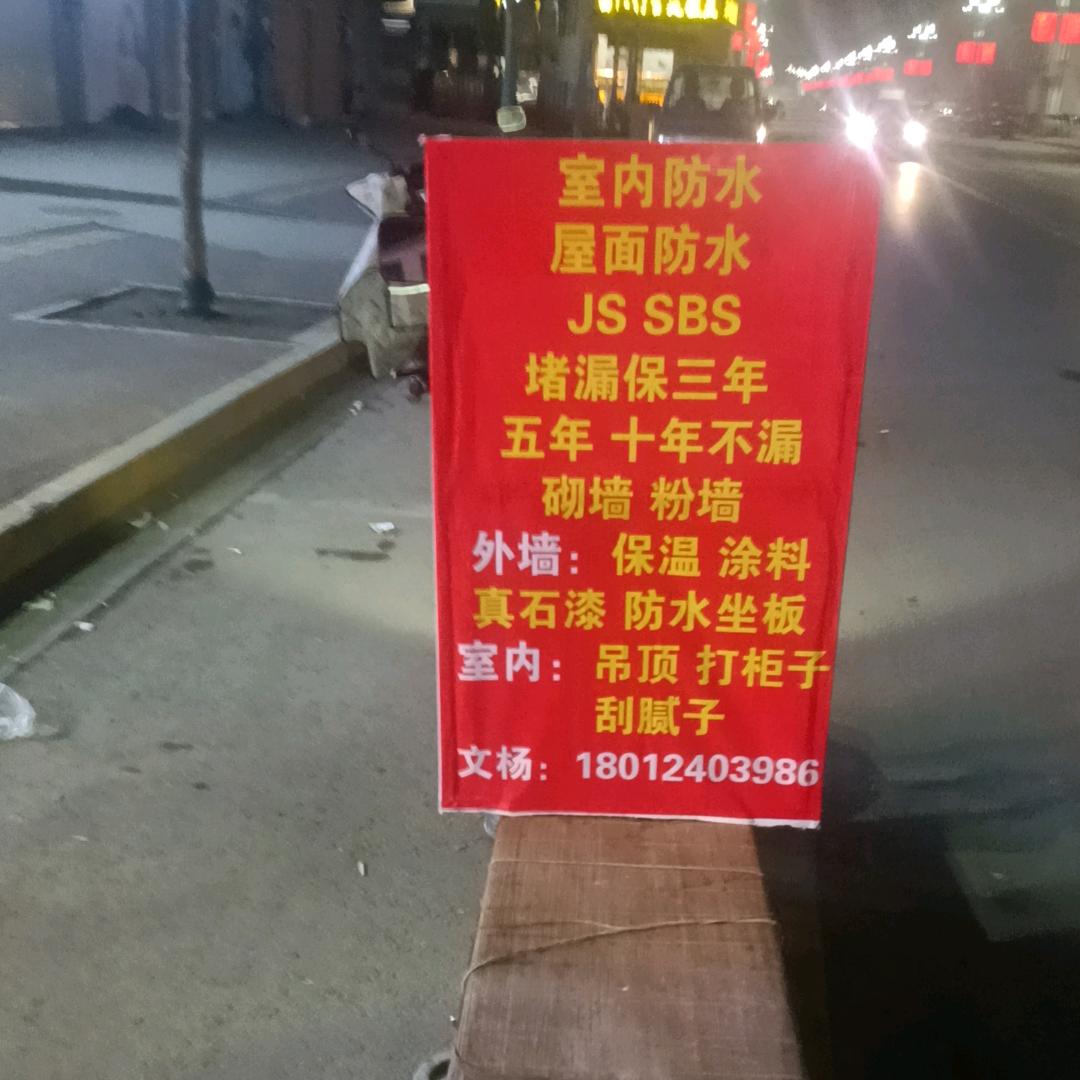 室内防水
屋面防水
JS SBS
堵漏保三年
五年 十年不漏
砌墙 粉墙
外墙： 保温 涂料
真石漆 防水坐板
室内： 吊顶 打柜子
刮腻子
文杨：18012403986